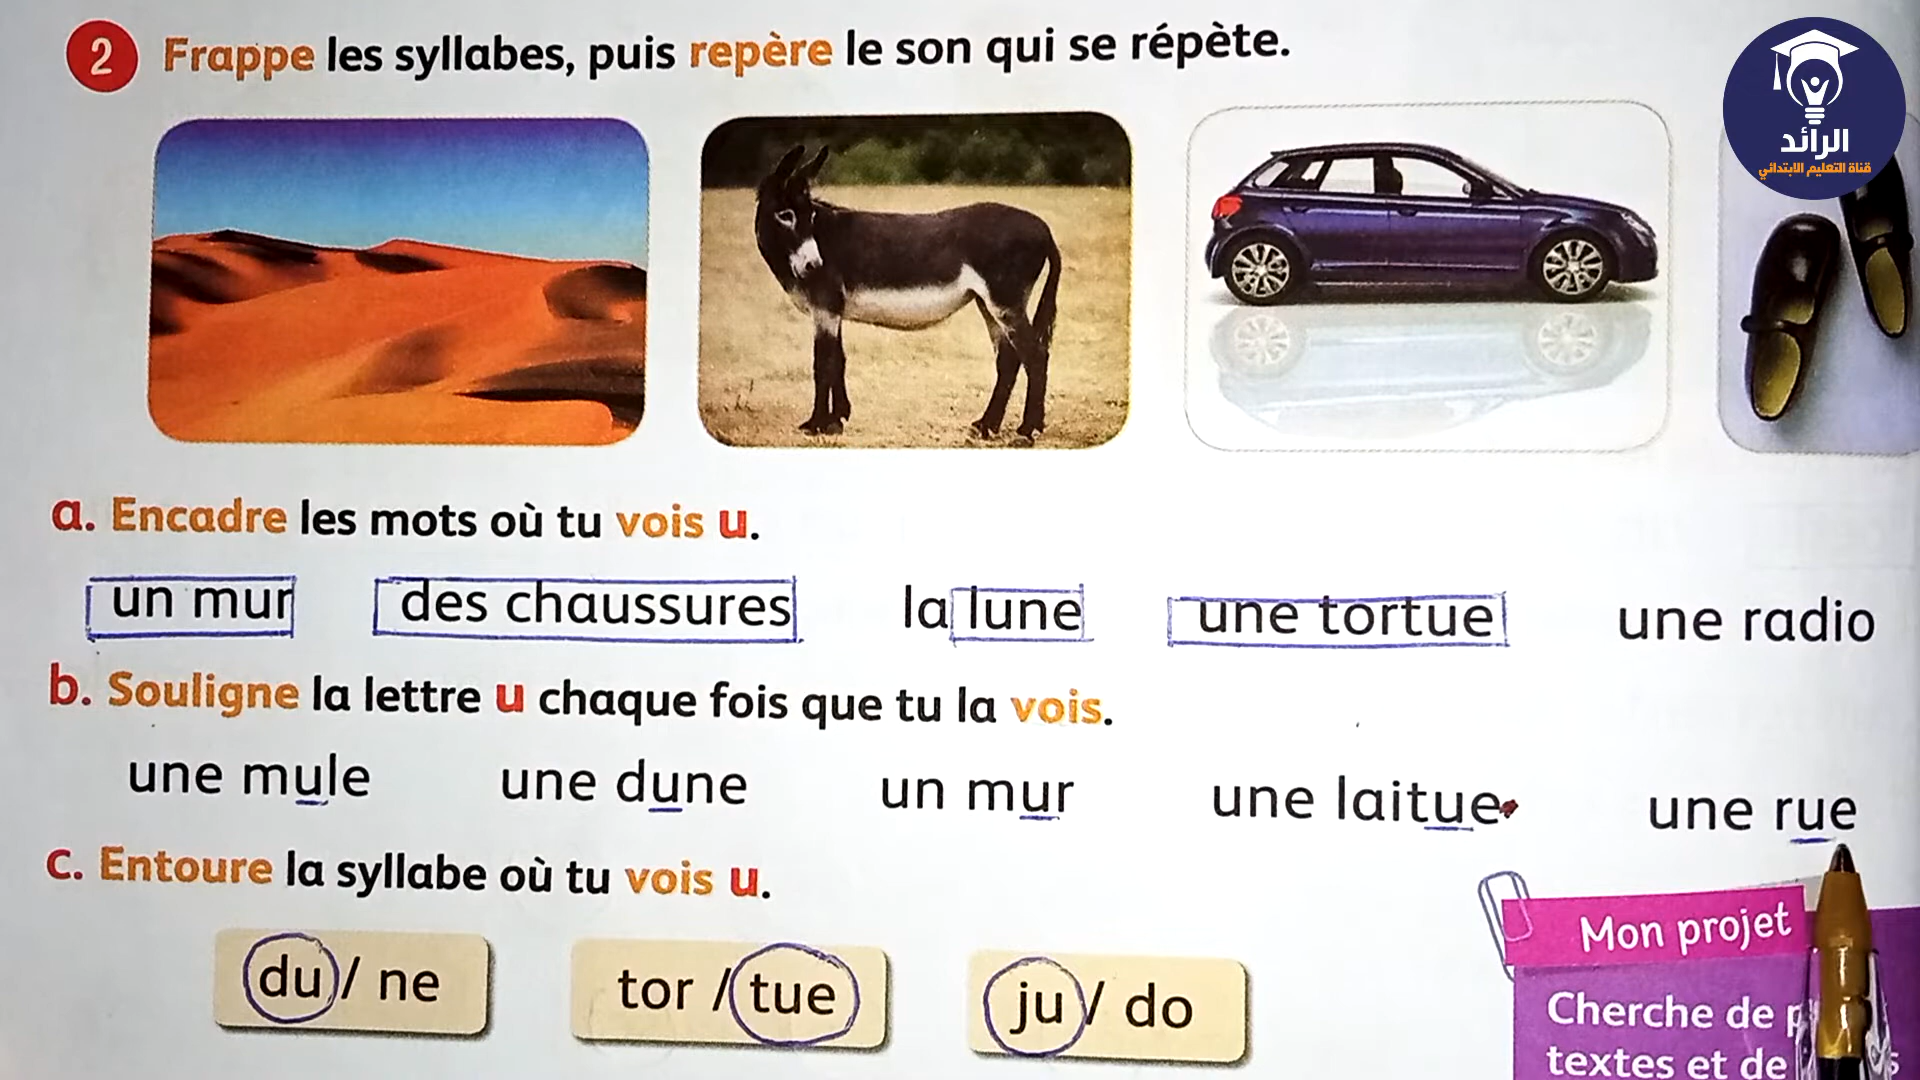 2 Frappe les syllabes, puis repère le son qui se répète.
الرائد
قناة التعليم الابتدائي
a. Encadre les mots où tu vois u.
un mur des chaussures la lune une tortue une radio
b. Souligne la lettre u chaque fois que tu la vois.
une mule une dune un mur une laitue une rue
c. Entoure la syllabe où tu vois u.
du / ne tor / tue ju / do
Mon projet
Cherche de
textes et de